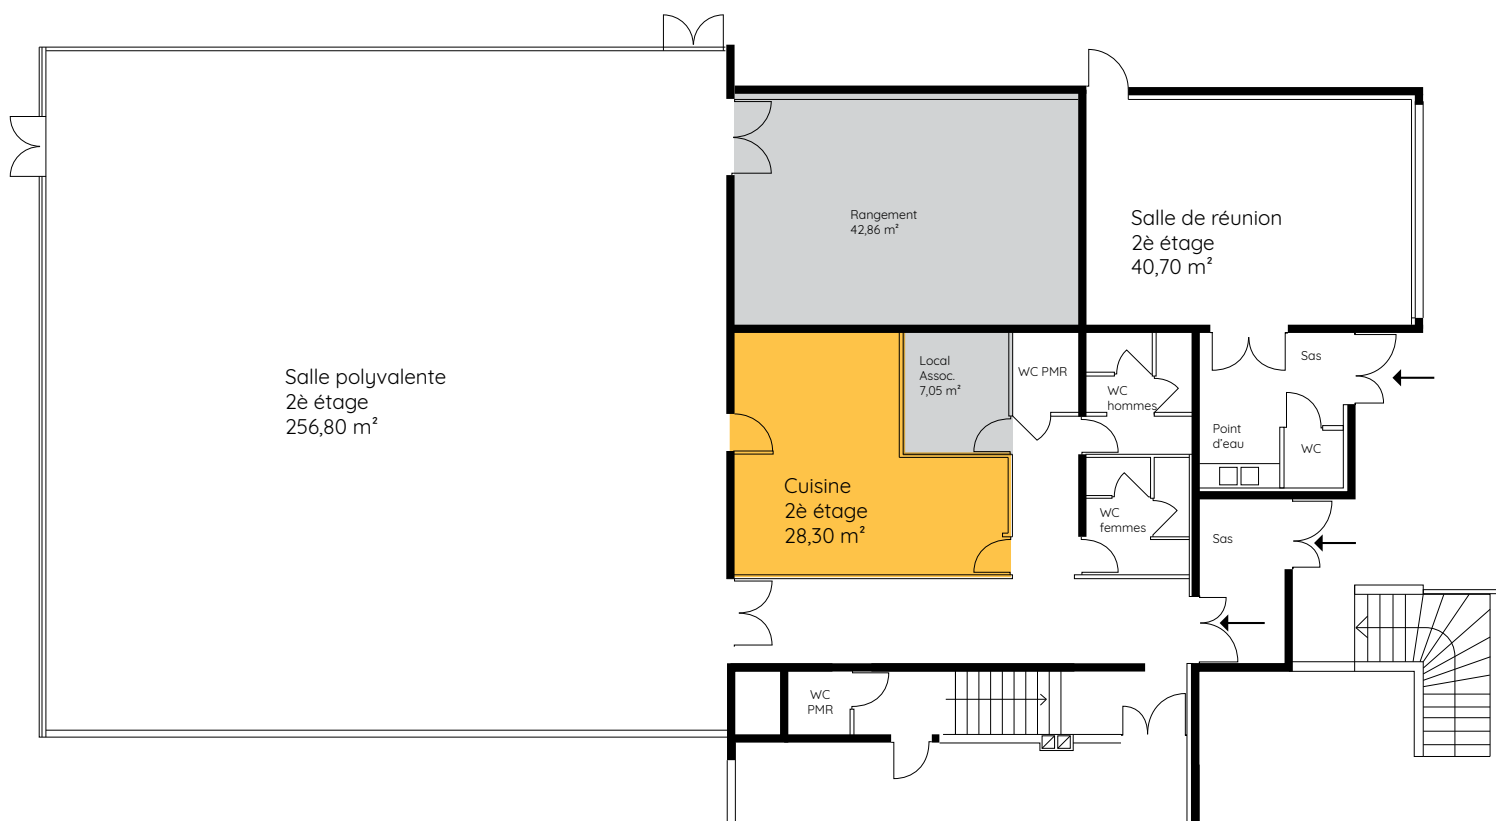 Rangement
42,86 m²
Salle de réunion
2è étage
40,70 m²
Salle polyvalente
2è étage
256,80 m²
Local
Assoc.
7,05 m²
WC PMR
WC
hommes
Sas
Point
d'eau
WC
Cuisine
2è étage
28,30 m²
WC
femmes
Sas
WC
PMR